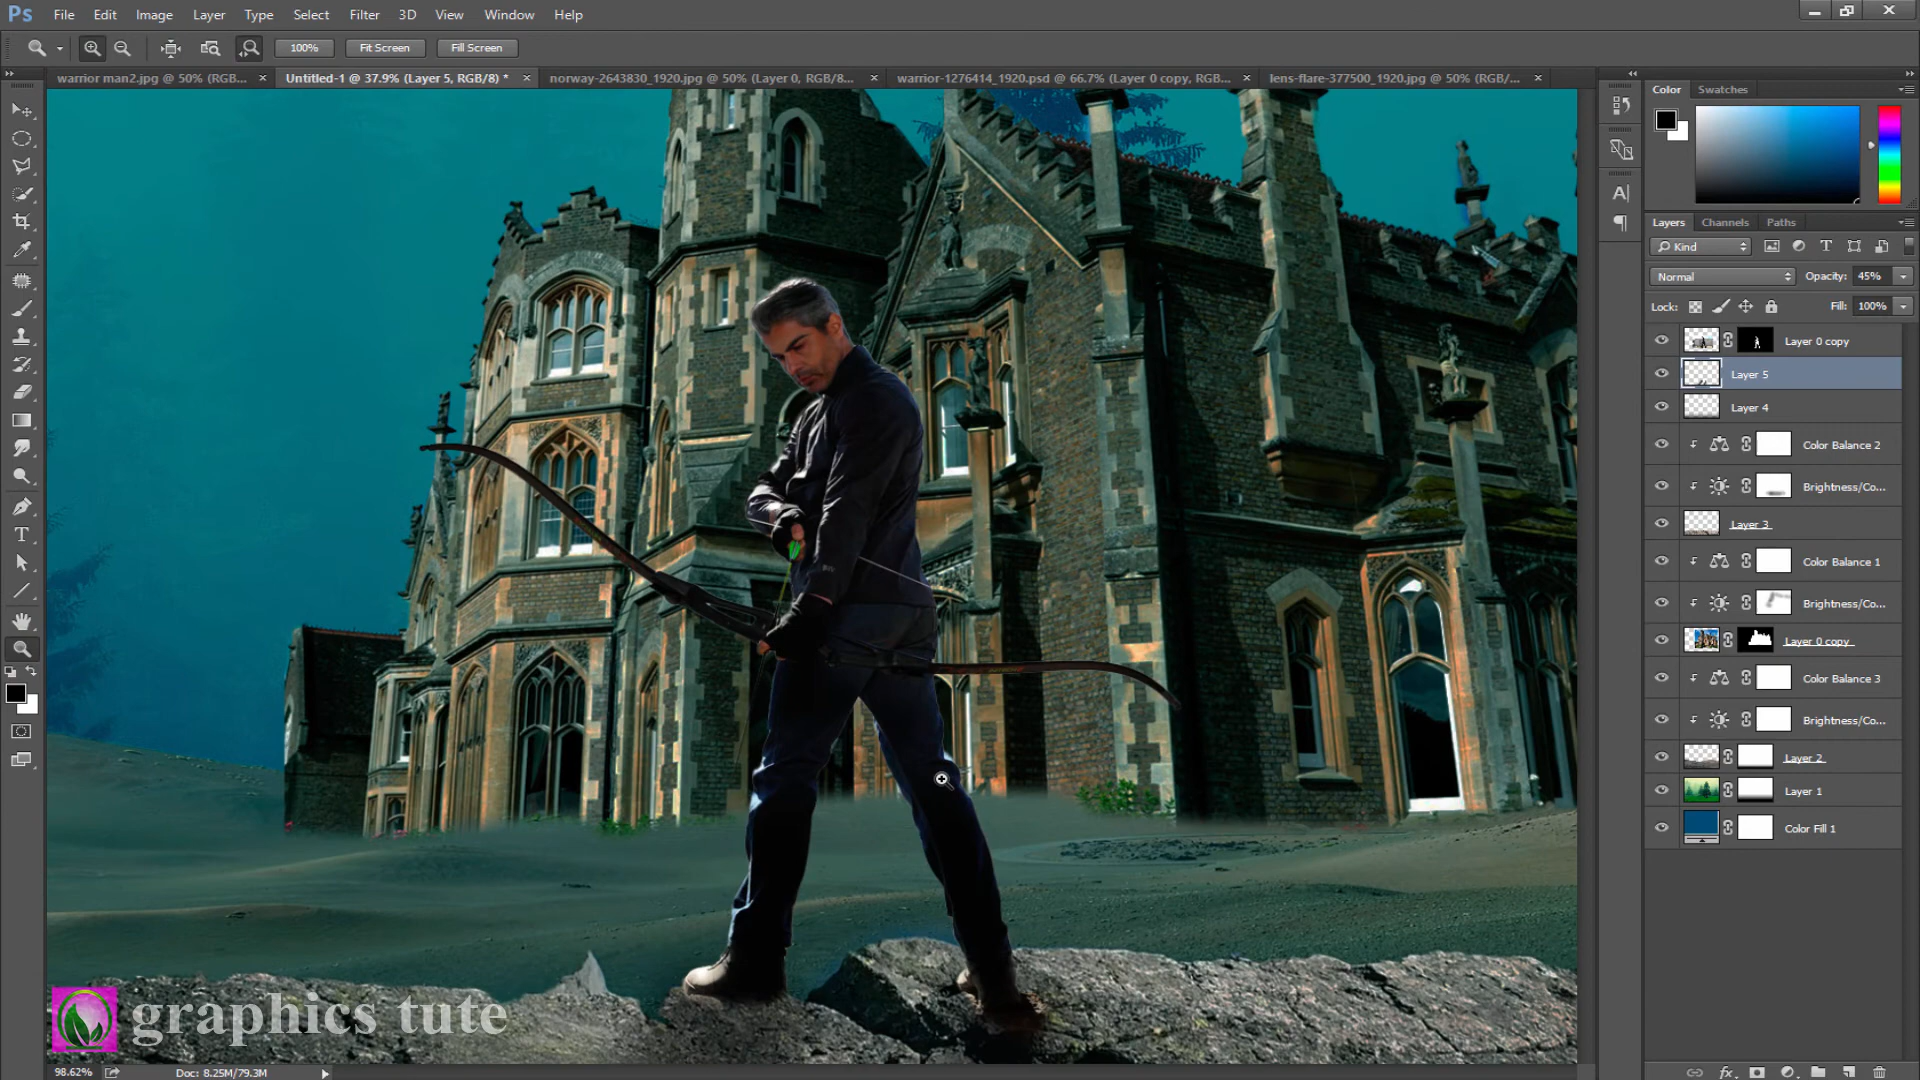 Ps File Edit Image Layer Type Select Filter 3D View Window Help
100% Fit Screen Fill Screen
warrior man2.jpg @ 50% (RGB... × Untitled-1 @ 37.9% (Layer 5, RGB/8) * × norway-2643830_1920.jpg @ 50% (Layer 0, RGB/8... × warrior-1276414_1920.psd @ 66.7% (Layer 0 copy, RGB... × lens-flare-377500_1920.jpg @ 50% (RGB/... ×
Color Swatches
Layers Channels Paths
Kind
Normal Opacity: 45%
Lock: Fill: 100%
Layer 0 copy
Layer 5
Layer 4
Color Balance 2
Brightness/Co...
Layer 3
Color Balance 1
Brightness/Co...
Layer 0 copy
Color Balance 3
Brightness/Co...
Layer 2
Layer 1
Color Fill 1
graphics tute
98.62% Doc: 8.25M/79.3M